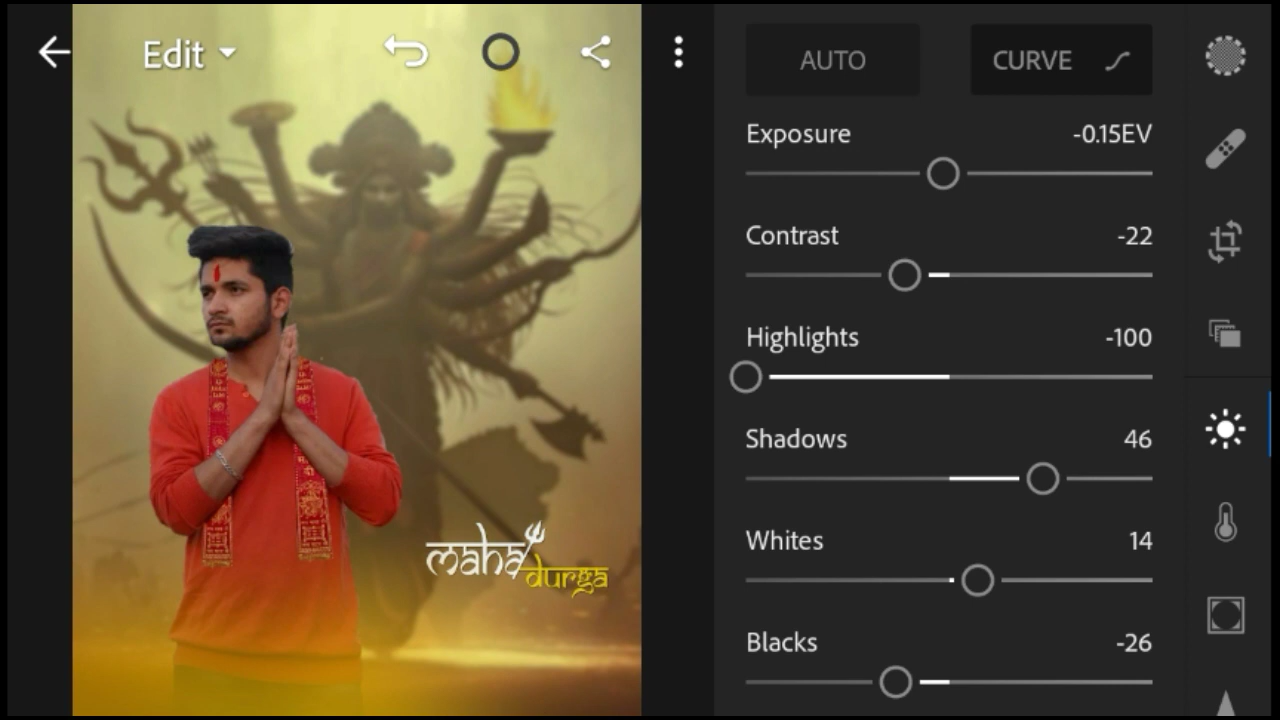 Edit
AUTO
CURVE
Exposure -0.15EV
Contrast -22
Highlights -100
Shadows 46
Whites 14
Blacks -26
maha
durga